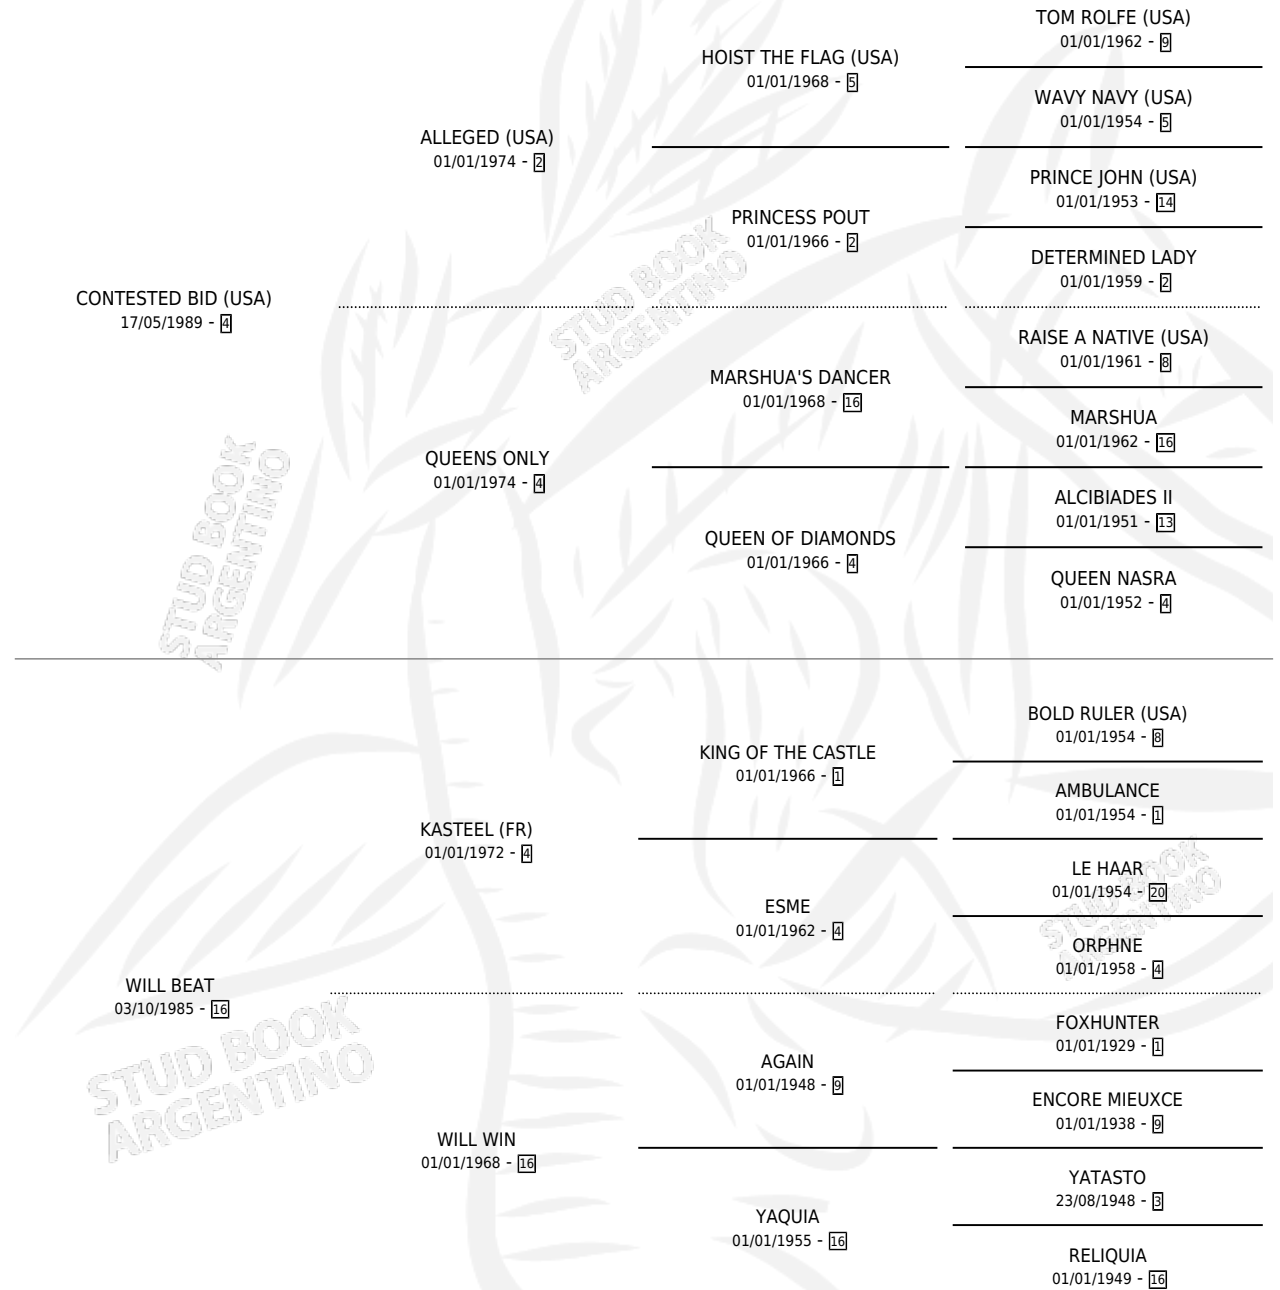 TOM ROLFE (USA)
01/01/1962 - 9
HOIST THE FLAG (USA)
01/01/1968 - 5
WAVY NAVY (USA)
01/01/1954 - 5
ALLEGED (USA)
01/01/1974 - 2
PRINCE JOHN (USA)
01/01/1953 - 14
PRINCESS POUT
01/01/1966 - 2
DETERMINED LADY
01/01/1959 - 2
CONTESTED BID (USA)
17/05/1989 - 4
STUD BOOK
ARGENTINO
RAISE A NATIVE (USA)
01/01/1961 - 8
MARSHUA'S DANCER
01/01/1968 - 16
MARSHUA
01/01/1962 - 16
QUEENS ONLY
01/01/1974 - 4
ALCIBIADES II
01/01/1951 - 13
QUEEN OF DIAMONDS
01/01/1966 - 4
QUEEN NASRA
01/01/1952 - 4
STUD BOOK
ARGENTINO
BOLD RULER (USA)
01/01/1954 - 8
KING OF THE CASTLE
01/01/1966 - 1
AMBULANCE
01/01/1954 - 1
KASTEEL (FR)
01/01/1972 - 4
LE HAAR
01/01/1954 - 20
ESME
01/01/1962 - 4
STUD BOOK
ARGENTINO
ORPHNE
01/01/1958 - 4
WILL BEAT
03/10/1985 - 16
FOXHUNTER
01/01/1929 - 1
STUD BOOK
ARGENTINO
AGAIN
01/01/1948 - 9
ENCORE MIEUXCE
01/01/1938 - 9
WILL WIN
01/01/1968 - 16
YATASTO
23/08/1948 - 3
YAQUIA
01/01/1955 - 16
RELIQUIA
01/01/1949 - 16